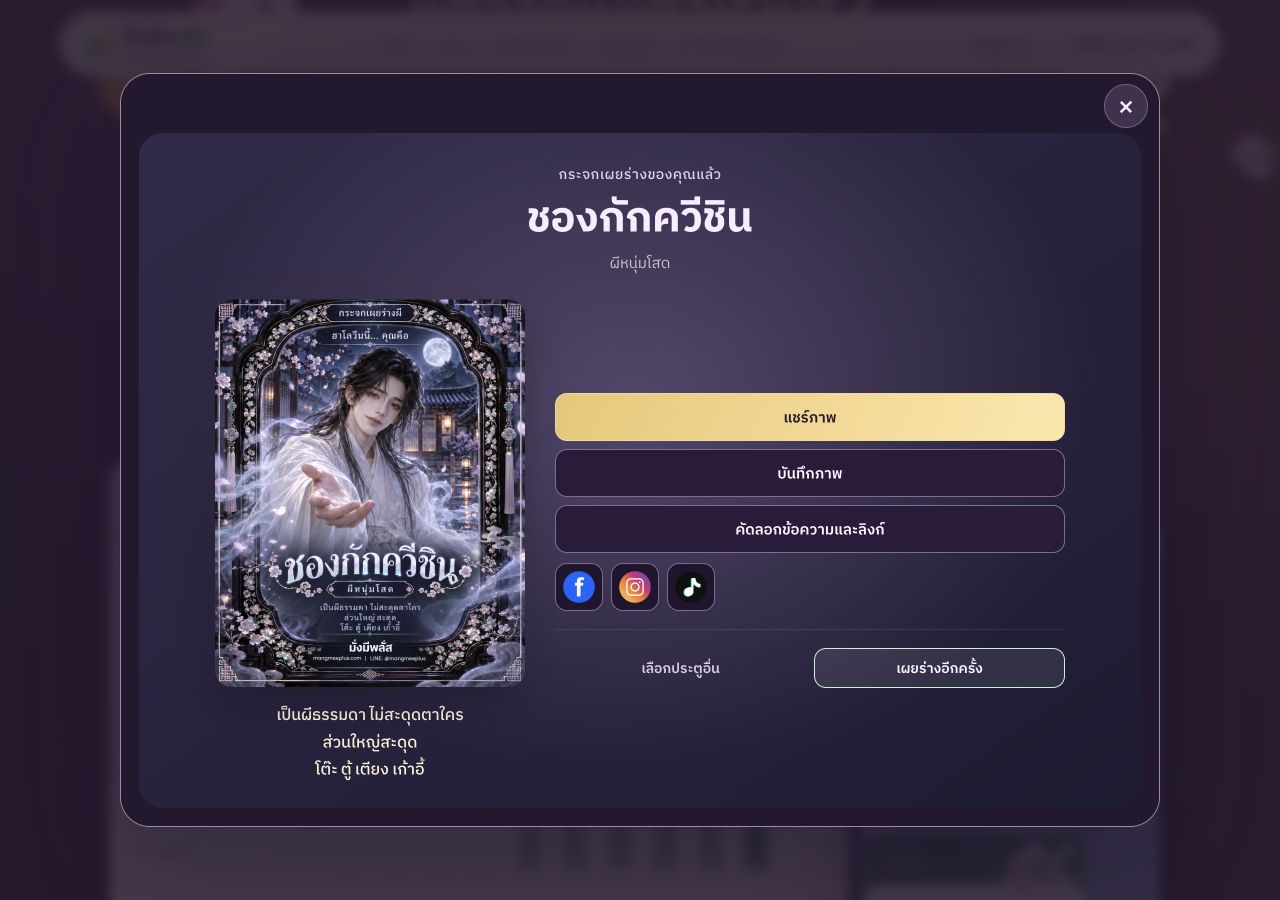 กระจกเผยร่างของคุณแล้ว
ชองกักควีชิน
ผีหนุ่มโสด
กระจกเผยร่างผี
ฮาโลวีนนี้... คุณคือ
ชองกักควีชิน
ผีหนุ่มโสด
เป็นผีธรรมดา ไม่สะดุดตาใคร
ส่วนใหญ่ สะดุด
โต๊ะ ตู้ เตียง เก้าอี้
มั่งมีพลัส
mangmeeplus.com | LINE: @mangmeeplus
เป็นผีธรรมดา ไม่สะดุดตาใคร
ส่วนใหญ่สะดุด
โต๊ะ ตู้ เตียง เก้าอี้
แชร์ภาพ
บันทึกภาพ
คัดลอกข้อความและลิงก์
เลือกประตูอื่น
เผยร่างอีกครั้ง